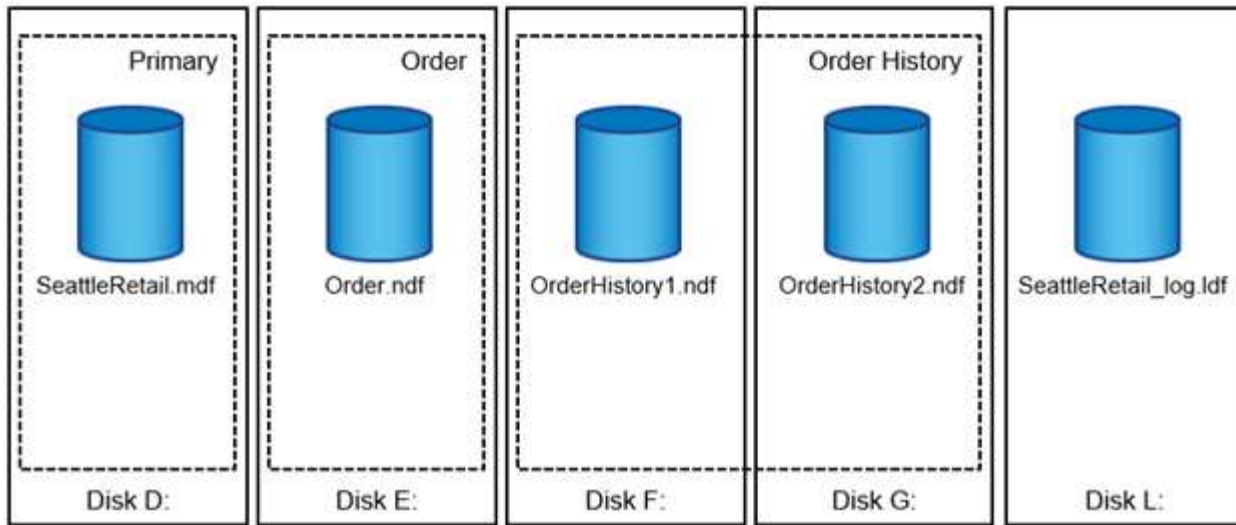 Primary
Order
Order History
SeattleRetail.mdf
Order.ndf
OrderHistory1.ndf
OrderHistory2.ndf
SeattleRetail_log.ldf
Disk D:
Disk E:
Disk F:
Disk G:
Disk L: